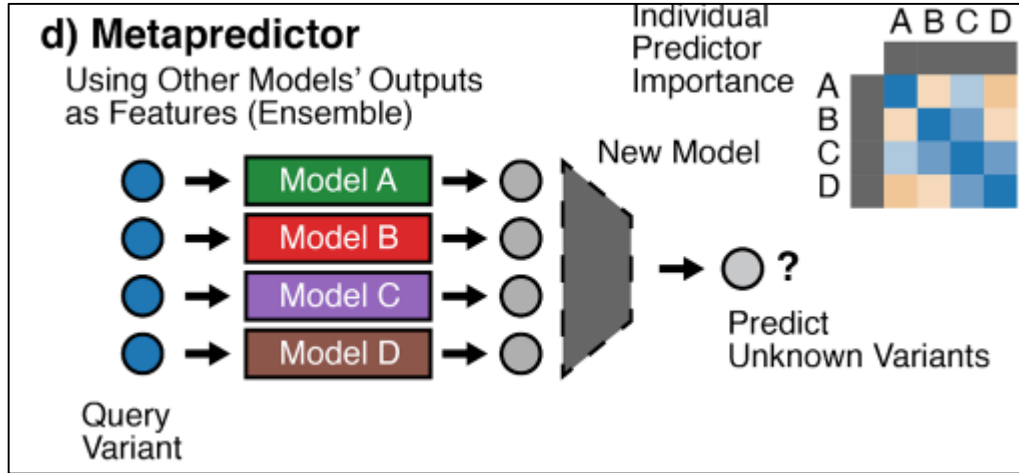 d) Metapredictor
Using Other Models' Outputs
as Features (Ensemble)
Individual
Predictor
Importance
A B C D
A
B
C
D
New Model
Model A
Model B
Model C
Model D
?
Predict
Unknown Variants
Query
Variant